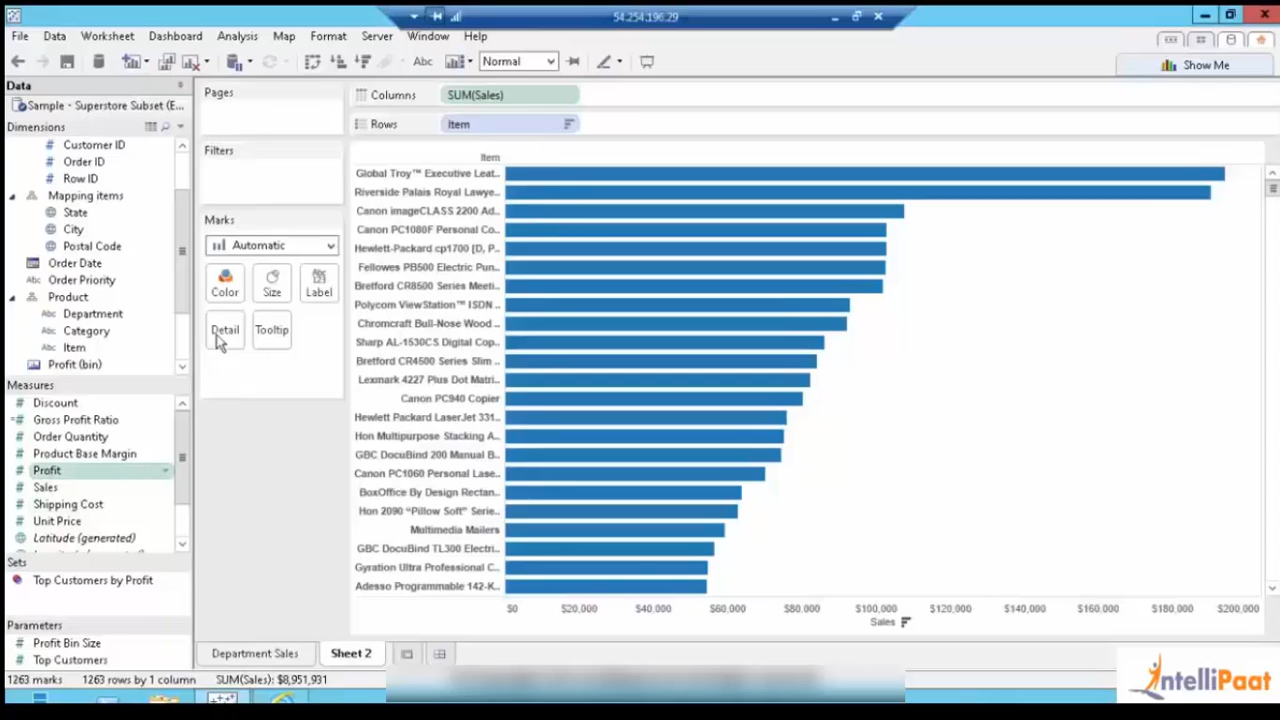 54.254.196.29
File Data Worksheet Dashboard Analysis Map Format Server Window Help
Abc Normal Show Me
Data
Sample - Superstore Subset (E...
Dimensions
# Customer ID
# Order ID
# Row ID
Mapping items
State
City
Postal Code
Order Date
Abc Order Priority
Product
Abc Department
Abc Category
Abc Item
Profit (bin)
Measures
# Discount
=# Gross Profit Ratio
# Order Quantity
# Product Base Margin
# Profit
# Sales
# Shipping Cost
# Unit Price
Latitude (generated)
Sets
Top Customers by Profit
Parameters
# Profit Bin Size
# Top Customers
Pages
Filters
Marks
Automatic
Color Size Label
Detail Tooltip
Columns SUM(Sales)
Rows Item
Item
Global Troy™ Executive Leat..
Riverside Palais Royal Lawye..
Canon imageCLASS 2200 Ad..
Canon PC1080F Personal Co..
Hewlett-Packard cp1700 [D, P..
Fellowes PB500 Electric Pun..
Bretford CR8500 Series Meeti..
Polycom ViewStation™ ISDN ..
Chromcraft Bull-Nose Wood ..
Sharp AL-1530CS Digital Cop..
Bretford CR4500 Series Slim ..
Lexmark 4227 Plus Dot Matri..
Canon PC940 Copier
Hewlett Packard LaserJet 331..
Hon Multipurpose Stacking A..
GBC DocuBind 200 Manual B..
Canon PC1060 Personal Lase..
BoxOffice By Design Rectan..
Hon 2090 “Pillow Soft” Serie..
Multimedia Mailers
GBC DocuBind TL300 Electri..
Gyration Ultra Professional C..
Adesso Programmable 142-K..
$0 $20,000 $40,000 $60,000 $80,000 $100,000 $120,000 $140,000 $160,000 $180,000 $200,000
Sales
Department Sales Sheet 2
1263 marks 1263 rows by 1 column SUM(Sales): $8,951,931
IntelliPaat